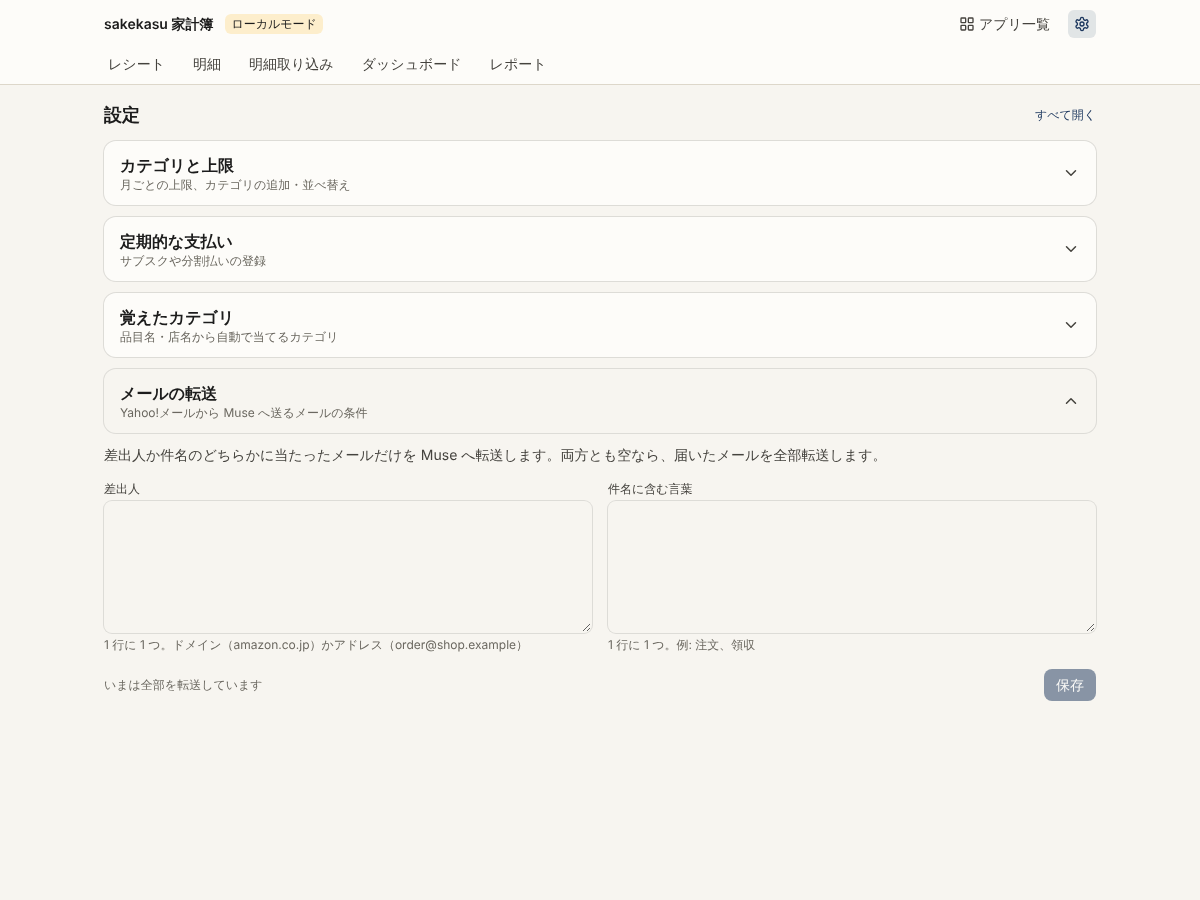 sakekasu 家計簿 ローカルモード アプリ一覧
レシート 明細 明細取り込み ダッシュボード レポート
設定 すべて開く
カテゴリと上限
月ごとの上限、カテゴリの追加・並べ替え
定期的な支払い
サブスクや分割払いの登録
覚えたカテゴリ
品目名・店名から自動で当てるカテゴリ
メールの転送
Yahoo!メールから Muse へ送るメールの条件
差出人か件名のどちらかに当たったメールだけを Muse へ転送します。両方とも空なら、届いたメールを全部転送します。
差出人 件名に含む言葉
1 行に 1 つ。ドメイン（amazon.co.jp）かアドレス（order@shop.example） 1 行に 1 つ。例: 注文、領収
いまは全部を転送しています 保存